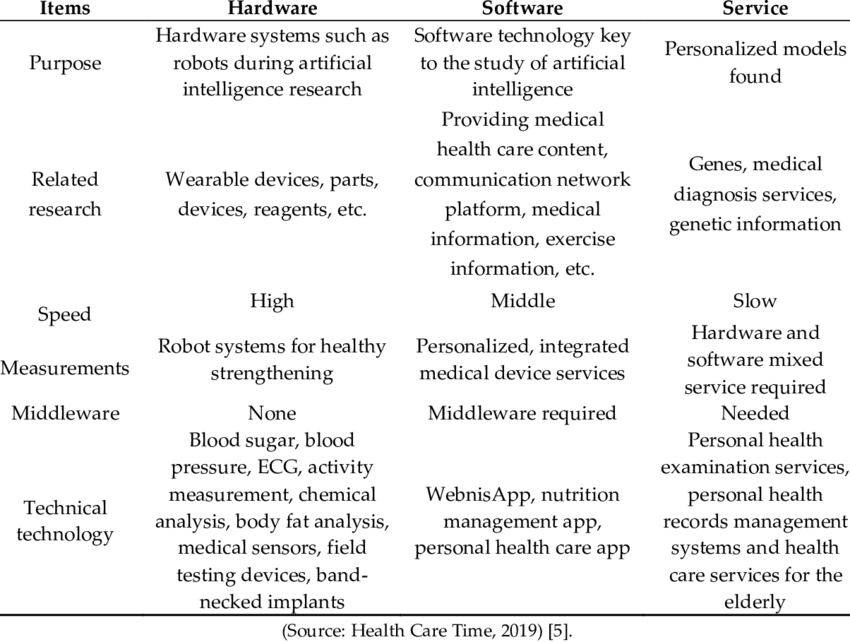 Items Hardware Software Service
Purpose
Hardware systems such as
robots during artificial
intelligence research
Software technology key
to the study of artificial
intelligence
Personalized models
found
Related
research
Wearable devices, parts,
devices, reagents, etc.
Providing medical
health care content,
communication network
platform, medical
information, exercise
information, etc.
Genes, medical
diagnosis services,
genetic information
Speed
High
Middle
Slow
Measurements
Robot systems for healthy
strengthening
Personalized, integrated
medical device services
Hardware and
software mixed
service required
Middleware
None
Middleware required
Needed
Technical
technology
Blood sugar, blood
pressure, ECG, activity
measurement, chemical
analysis, body fat analysis,
medical sensors, field
testing devices, band-
necked implants
WebnisApp, nutrition
management app,
personal health care app
Personal health
examination services,
personal health
records management
systems and health
care services for the
elderly
(Source: Health Care Time, 2019) [5].